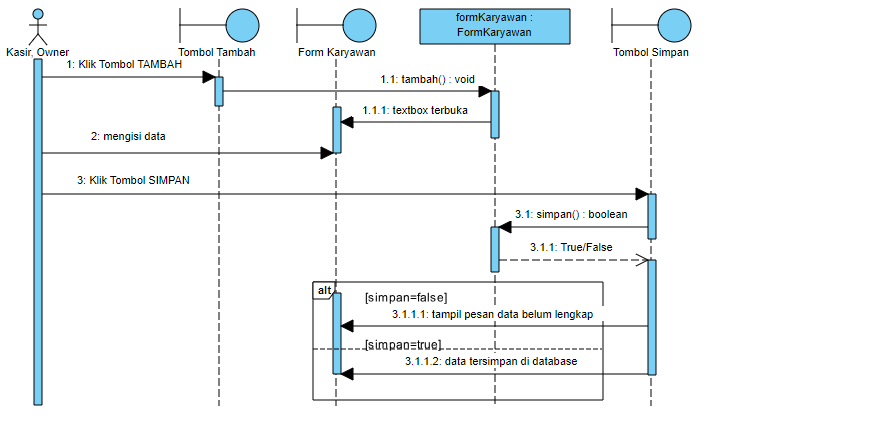 formKaryawan :
FormKaryawan
Kasir, Owner
Tombol Tambah
Form Karyawan
Tombol Simpan
1: Klik Tombol TAMBAH
1.1: tambah() : void
1.1.1: textbox terbuka
2: mengisi data
3: Klik Tombol SIMPAN
3.1: simpan() : boolean
3.1.1: True/False
alt
[simpan=false]
3.1.1.1: tampil pesan data belum lengkap
[simpan=true]
3.1.1.2: data tersimpan di database